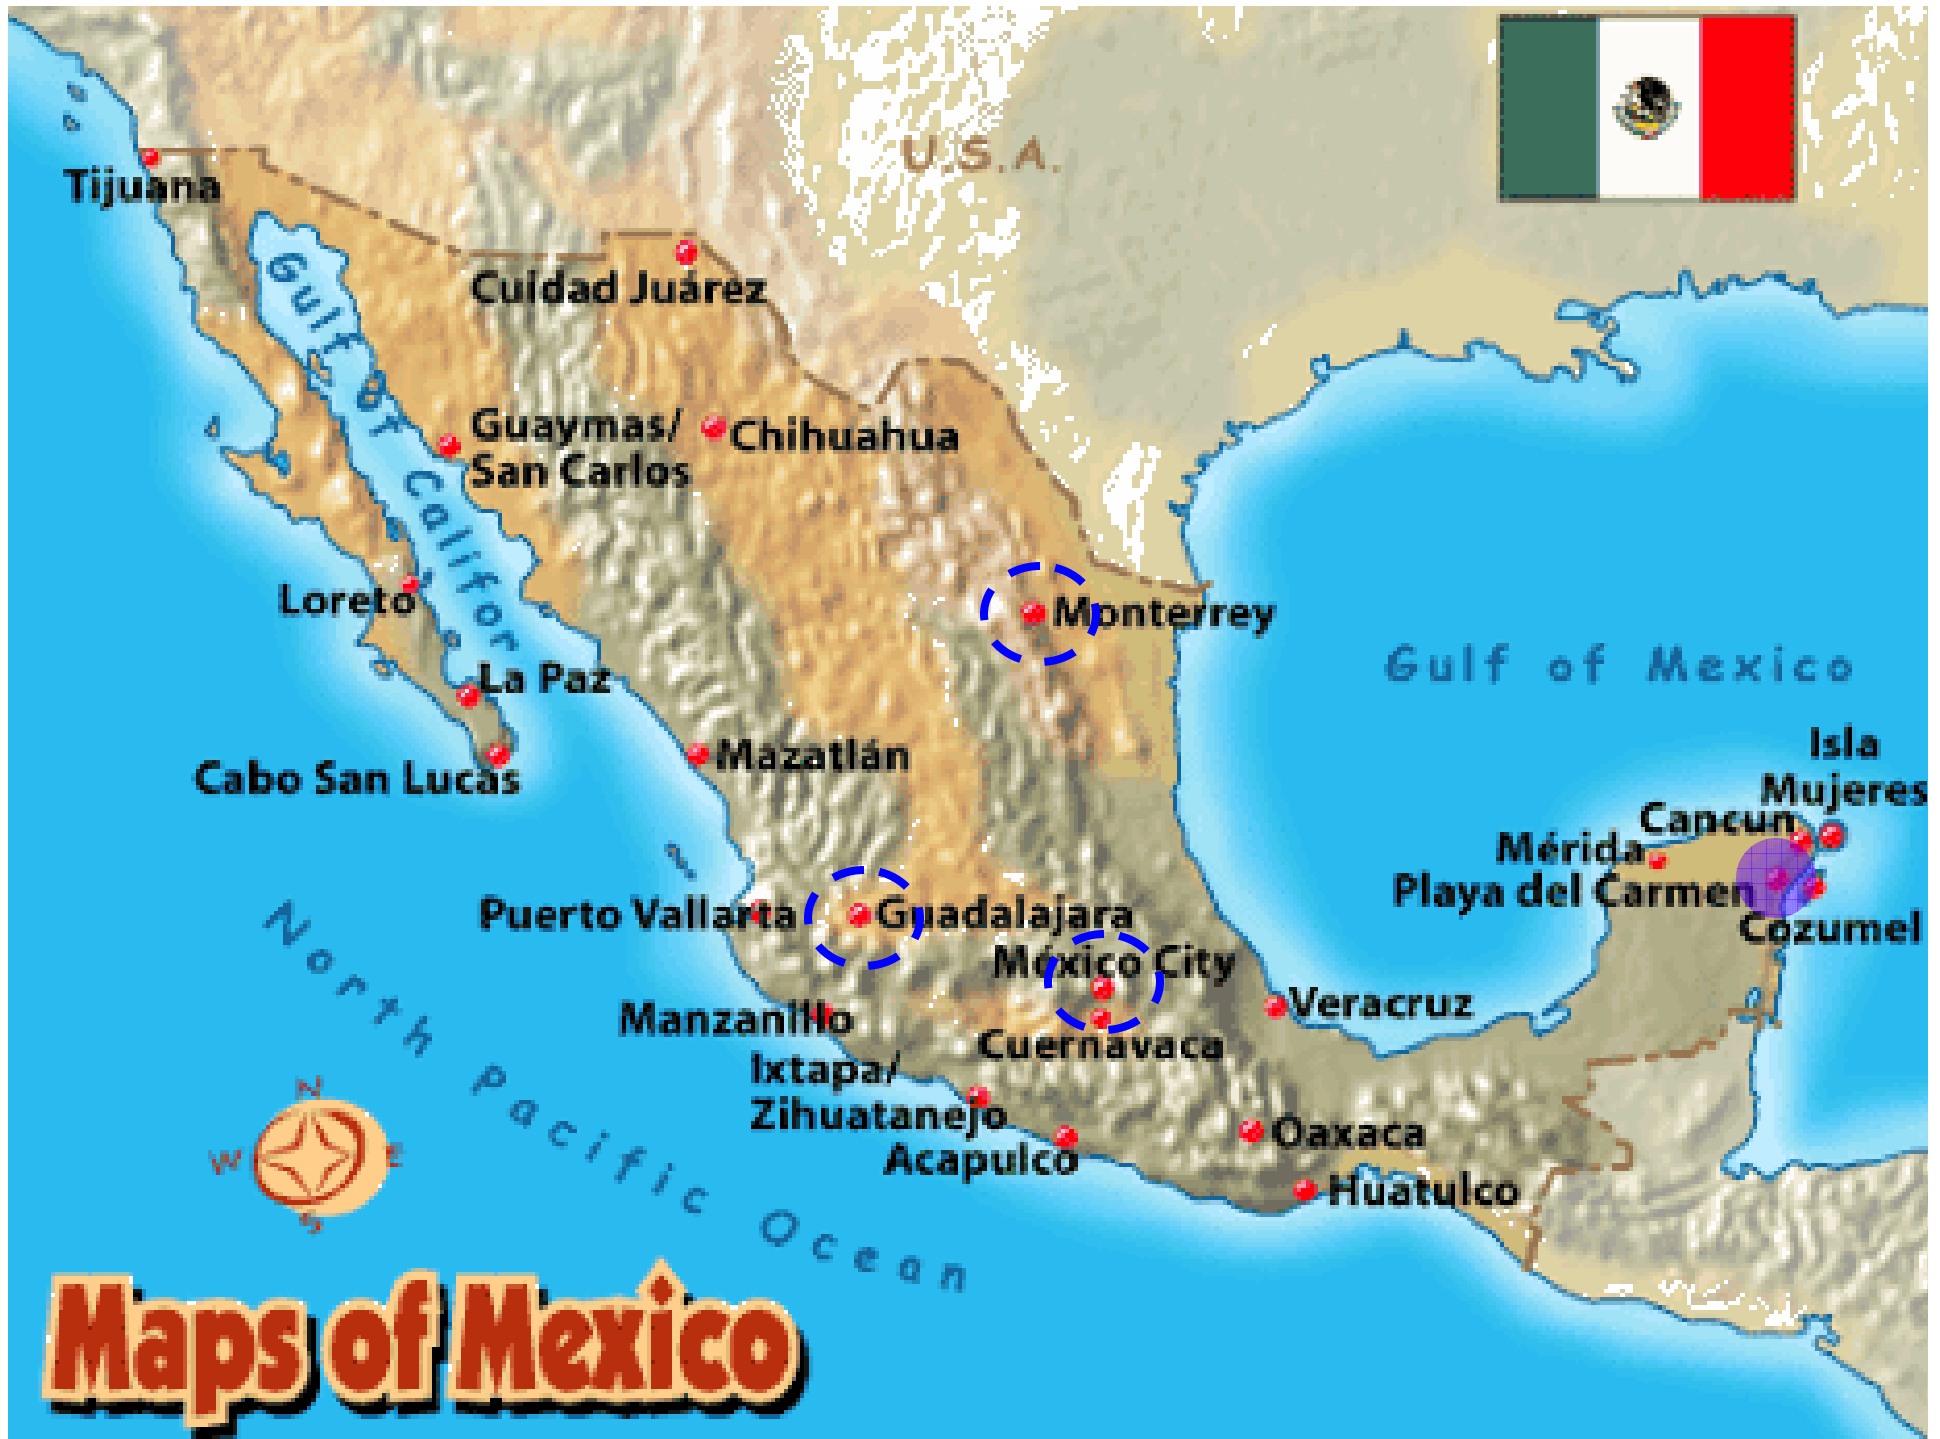 U.S.A.
Tijuana
Cuidad Juárez
Gulf of Califor
Guaymas/
San Carlos
Chihuahua
Loreto
Monterrey
La Paz
Gulf of Mexico
Cabo San Lucas
Mazatlán
Isla
Mujeres
Cancun
Mérida
Playa del Carmen
Cozumel
Puerto Vallarta
Guadalajara
México City
Veracruz
Manzanillo
Cuernavaca
Ixtapa/
Zihuatanejo
Acapulco
Oaxaca
Huatulco
North Pacific Ocean
N
W
E
S
Maps of Mexico